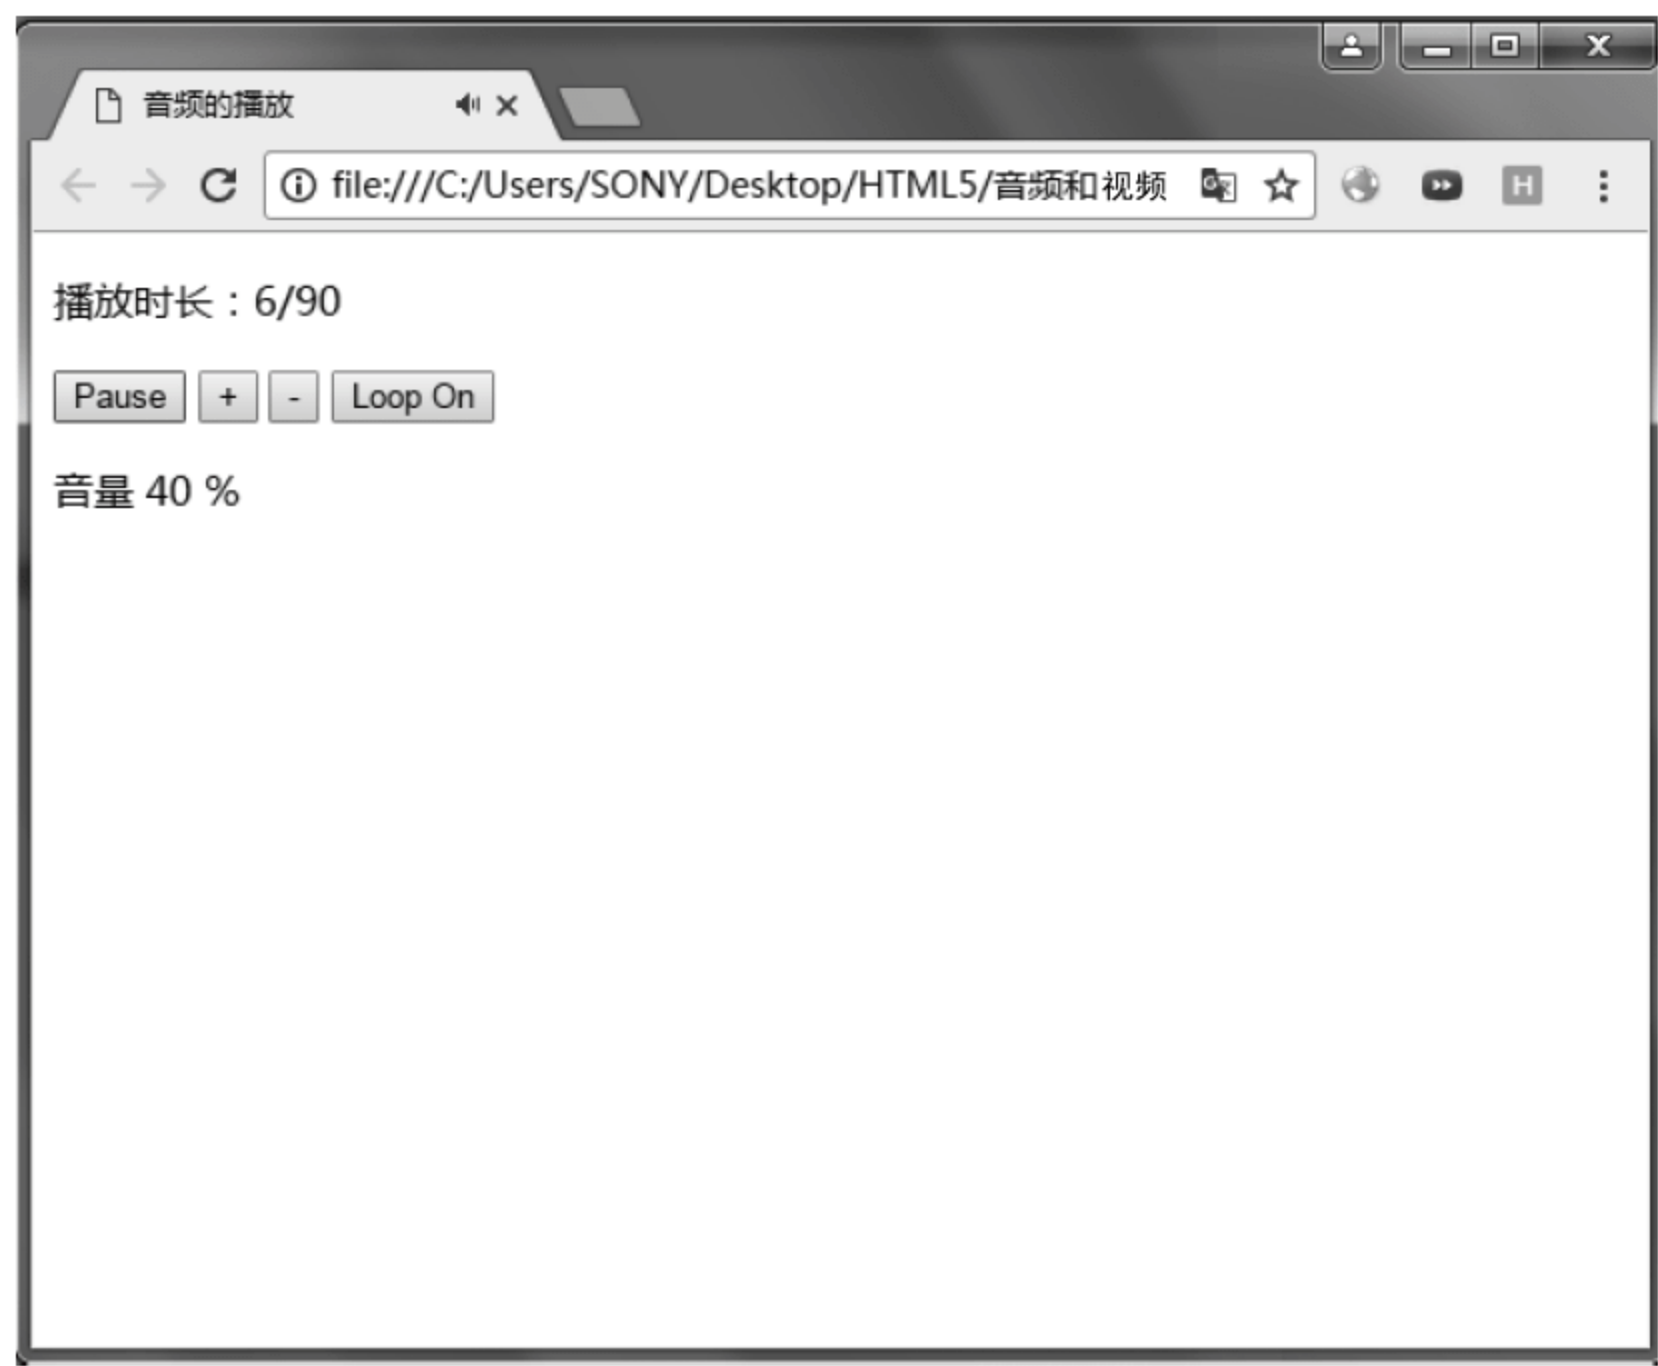 音频的播放
file:///C:/Users/SONY/Desktop/HTML5/音频和视频
H
播放时长：6/90
Pause + - Loop On
音量 40 %